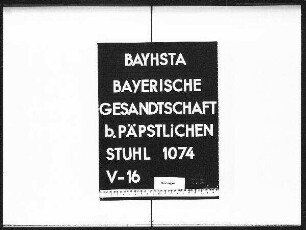 BAYHSTA
BAYERISCHE
GESANDTSCHAFT
b. PÄPSTLiCHEN
STUHL 1074
V-16